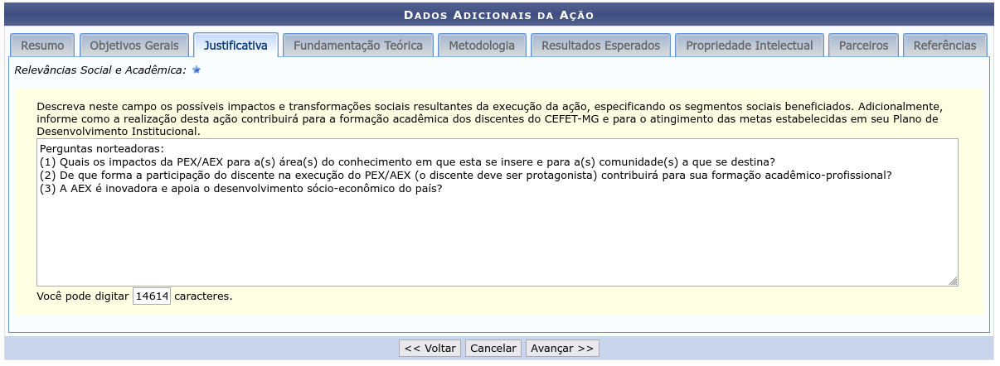 Dados Adicionais da Ação
Resumo Objetivos Gerais Justificativa Fundamentação Teórica Metodologia Resultados Esperados Propriedade Intelectual Parceiros Referências
Relevâncias Social e Acadêmica:
Descreva neste campo os possíveis impactos e transformações sociais resultantes da execução da ação, especificando os segmentos sociais beneficiados. Adicionalmente,
informe como a realização desta ação contribuirá para a formação acadêmica dos discentes do CEFET-MG e para o atingimento das metas estabelecidas em seu Plano de
Desenvolvimento Institucional.
Perguntas norteadoras:
(1) Quais os impactos da PEX/AEX para a(s) área(s) do conhecimento em que esta se insere e para a(s) comunidade(s) a que se destina?
(2) De que forma a participação do discente na execução do PEX/AEX (o discente deve ser protagonista) contribuirá para sua formação acadêmico-profissional?
(3) A AEX é inovadora e apoia o desenvolvimento sócio-econômico do país?
Você pode digitar 14614 caracteres.
<< Voltar Cancelar Avançar >>